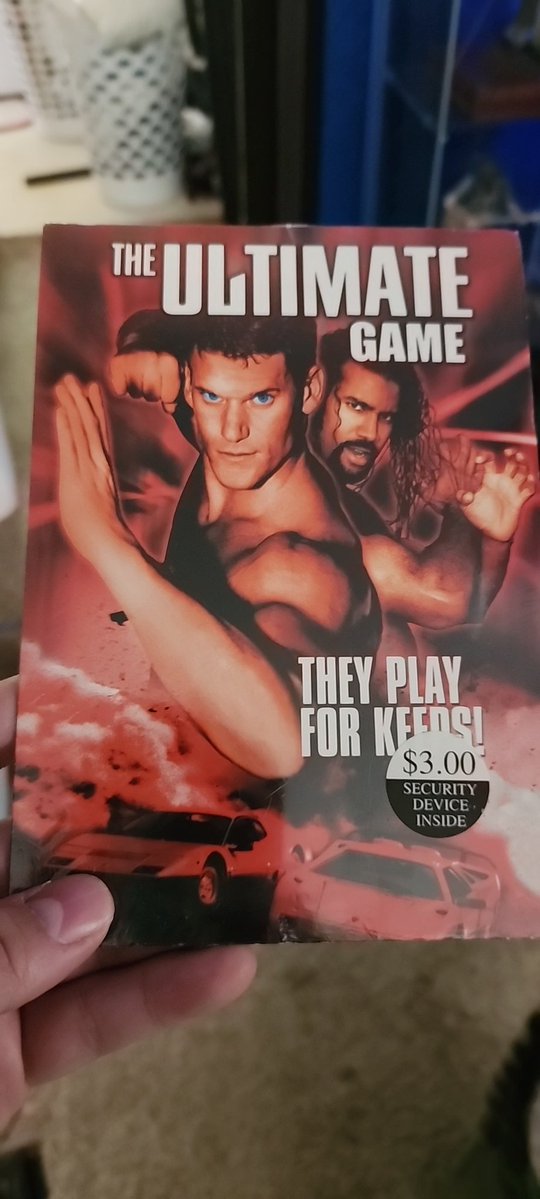 THE ULTIMATE
GAME
THEY PLAY
FOR KEEPS!
$3.00
SECURITY
DEVICE
INSIDE